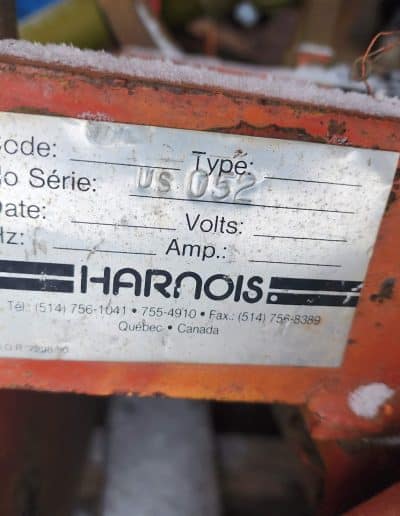 Code: Type:
No Série: US 052
Date: Volts:
Hz: Amp.:
HARNOIS
Tél.: (514) 756-1041 • 755-4910 • Fax.: (514) 756-8389
Québec • Canada